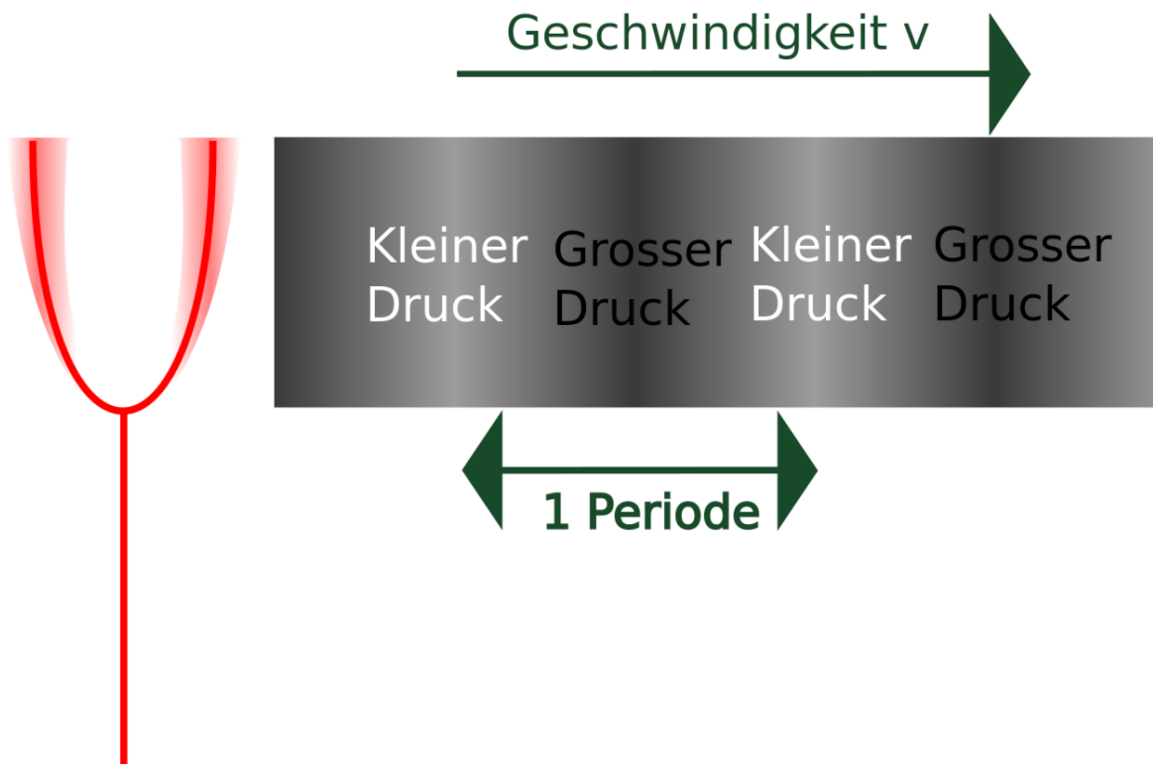 Geschwindigkeit v
Kleiner
Druck
Grosser
Druck
Kleiner
Druck
Grosser
Druck
1 Periode